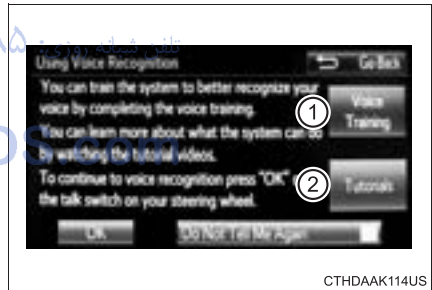 تلفن شبانه روزی:
Using Voice Recognition
Go Back
You can train the system to better recognize your
voice by completing the voice training.
You can learn more about what the system can do
by watching the tutorial videos.
To continue to voice recognition press "OK"
the talk switch on your steering wheel.
1
Voice
Training
2
Tutorials
OK
Do Not Tell Me Again
CTHDAAK114US